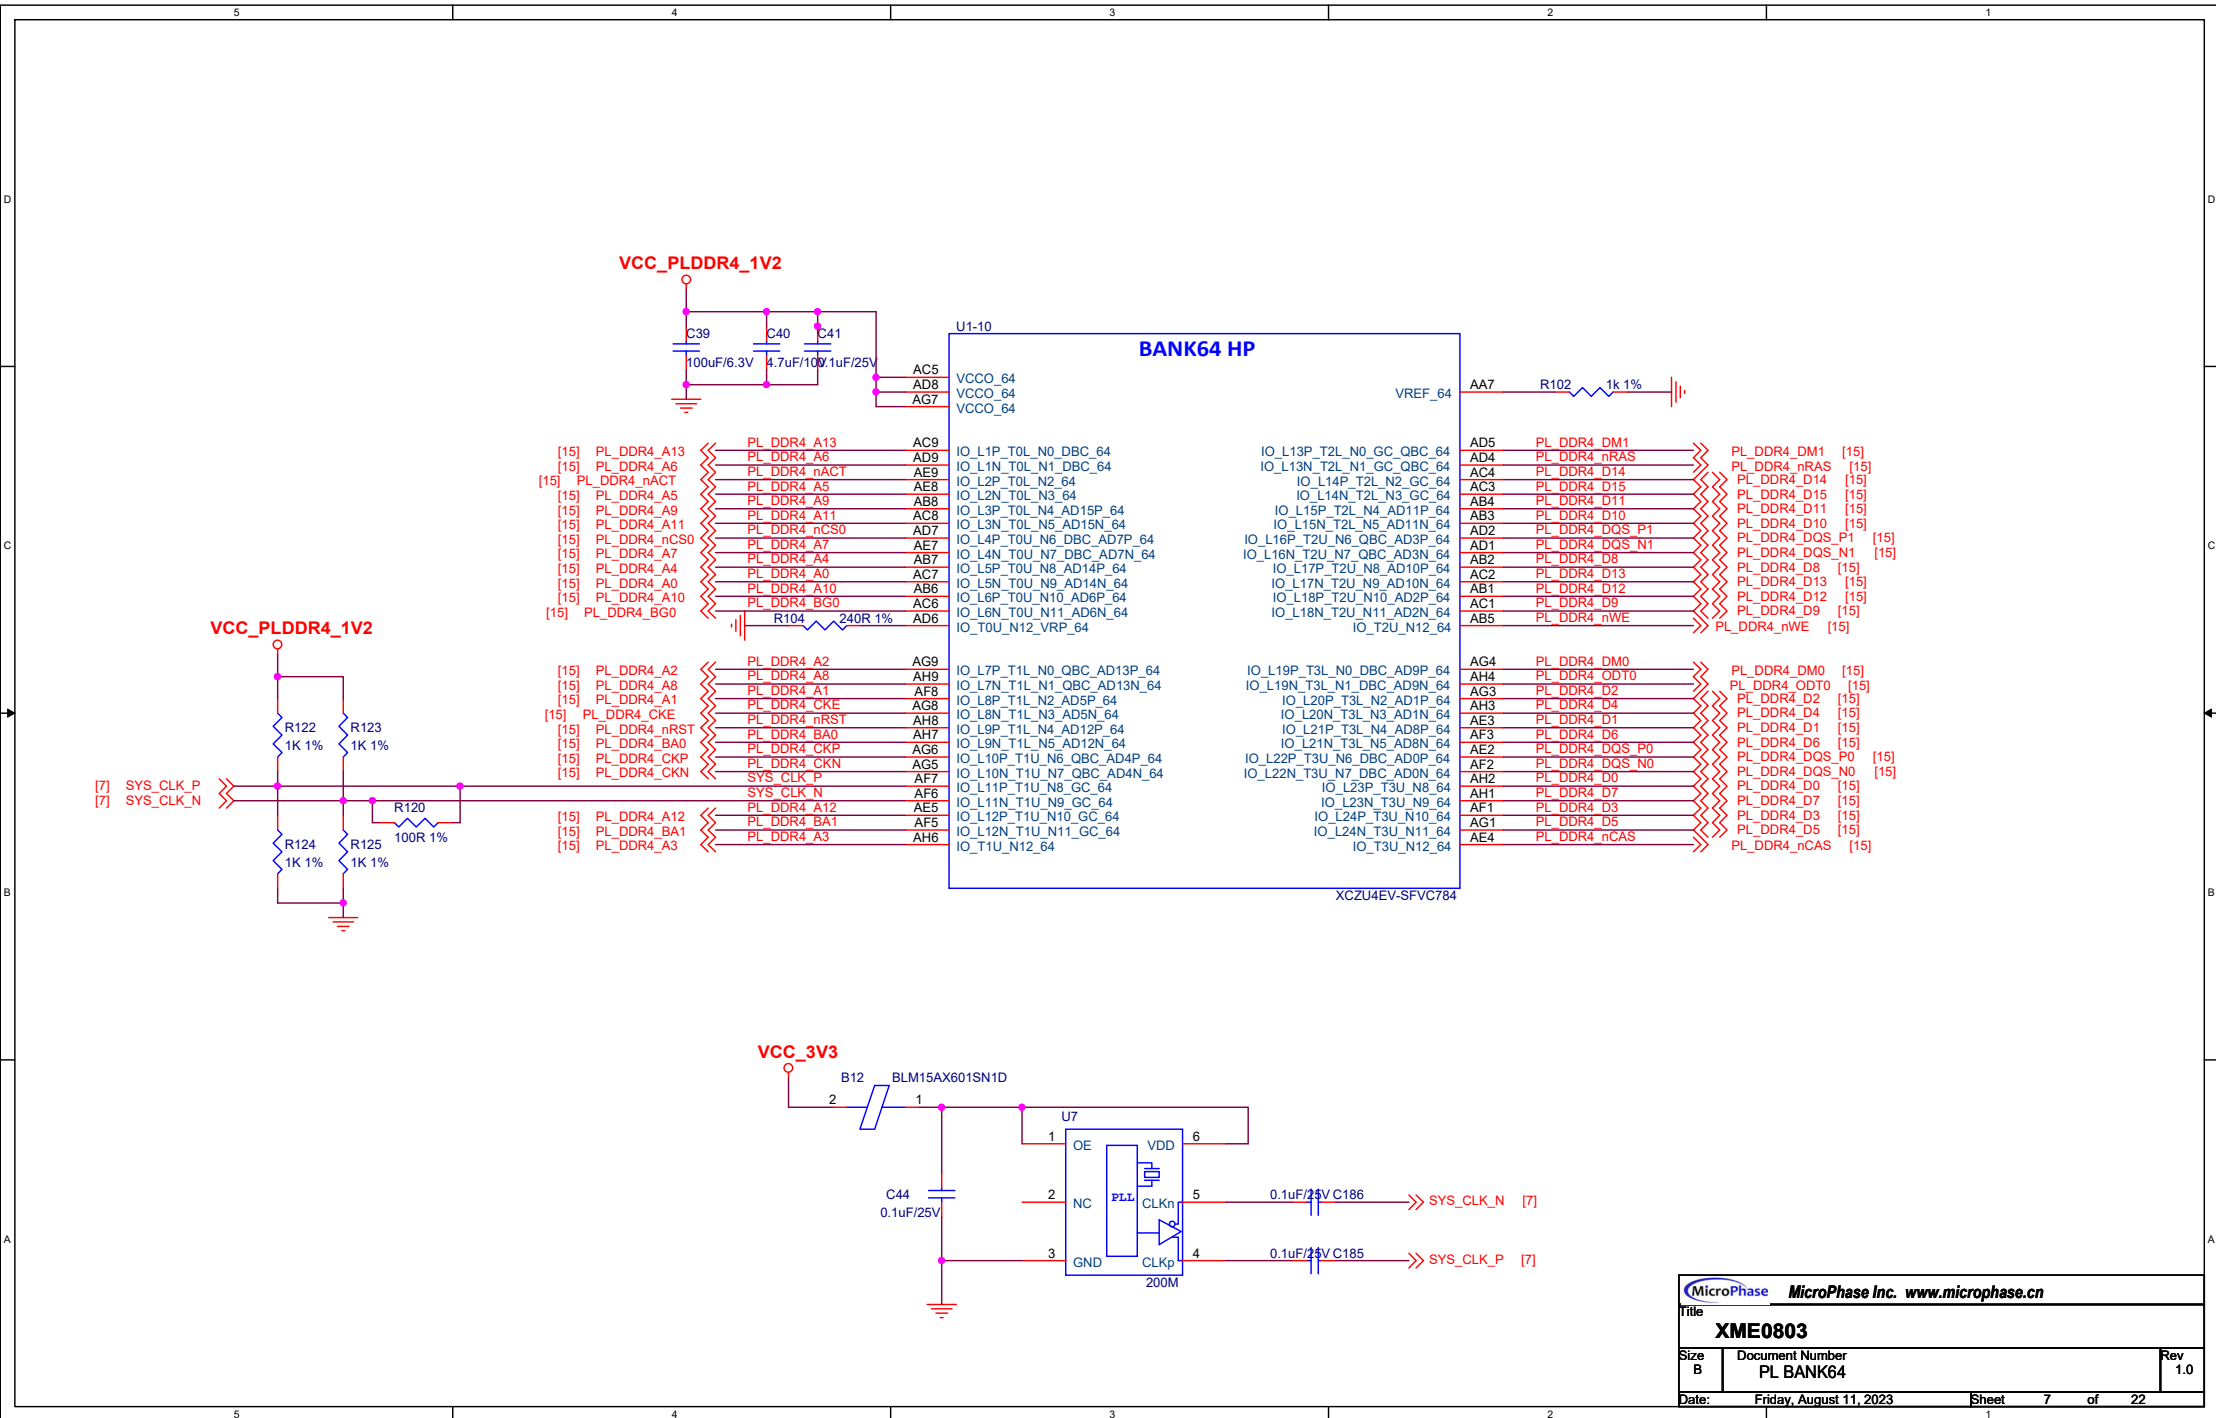 5 4 3 2 1
D D
VCC_PLDDR4_1V2
C39 C40 C41
100uF/6.3V 4.7uF/10V 0.1uF/25V
U1-10
BANK64 HP
AC5 VCCO_64
AD8 VCCO_64
AG7 VCCO_64
VREF_64 AA7 R102 1k 1%
[15] PL_DDR4_A13 PL_DDR4_A13 AC9 IO_L1P_T0L_N0_DBC_64
[15] PL_DDR4_A6 PL_DDR4_A6 AD9 IO_L1N_T0L_N1_DBC_64
[15] PL_DDR4_nACT PL_DDR4_nACT AE9 IO_L2P_T0L_N2_64
[15] PL_DDR4_A5 PL_DDR4_A5 AE8 IO_L2N_T0L_N3_64
[15] PL_DDR4_A9 PL_DDR4_A9 AB8 IO_L3P_T0L_N4_AD15P_64
[15] PL_DDR4_A11 PL_DDR4_A11 AC8 IO_L3N_T0L_N5_AD15N_64
[15] PL_DDR4_nCS0 PL_DDR4_nCS0 AD7 IO_L4P_T0U_N6_DBC_AD7P_64
[15] PL_DDR4_A7 PL_DDR4_A7 AE7 IO_L4N_T0U_N7_DBC_AD7N_64
[15] PL_DDR4_A4 PL_DDR4_A4 AB7 IO_L5P_T0U_N8_AD14P_64
[15] PL_DDR4_A0 PL_DDR4_A0 AC7 IO_L5N_T0U_N9_AD14N_64
[15] PL_DDR4_A10 PL_DDR4_A10 AB6 IO_L6P_T0U_N10_AD6P_64
[15] PL_DDR4_BG0 PL_DDR4_BG0 AC6 IO_L6N_T0U_N11_AD6N_64
R104 240R 1% AD6 IO_T0U_N12_VRP_64
IO_L13P_T2L_N0_GC_QBC_64 AD5 PL_DDR4_DM1 PL_DDR4_DM1 [15]
IO_L13N_T2L_N1_GC_QBC_64 AD4 PL_DDR4_nRAS PL_DDR4_nRAS [15]
IO_L14P_T2L_N2_GC_64 AC4 PL_DDR4_D14 PL_DDR4_D14 [15]
IO_L14N_T2L_N3_GC_64 AC3 PL_DDR4_D15 PL_DDR4_D15 [15]
IO_L15P_T2L_N4_AD11P_64 AB4 PL_DDR4_D11 PL_DDR4_D11 [15]
IO_L15N_T2L_N5_AD11N_64 AB3 PL_DDR4_D10 PL_DDR4_D10 [15]
IO_L16P_T2U_N6_QBC_AD3P_64 AD2 PL_DDR4_DQS_P1 PL_DDR4_DQS_P1 [15]
IO_L16N_T2U_N7_QBC_AD3N_64 AD1 PL_DDR4_DQS_N1 PL_DDR4_DQS_N1 [15]
IO_L17P_T2U_N8_AD10P_64 AB2 PL_DDR4_D8 PL_DDR4_D8 [15]
IO_L17N_T2U_N9_AD10N_64 AC2 PL_DDR4_D13 PL_DDR4_D13 [15]
IO_L18P_T2U_N10_AD2P_64 AB1 PL_DDR4_D12 PL_DDR4_D12 [15]
IO_L18N_T2U_N11_AD2N_64 AC1 PL_DDR4_D9 PL_DDR4_D9 [15]
IO_T2U_N12_64 AB5 PL_DDR4_nWE PL_DDR4_nWE [15]
C C
[15] PL_DDR4_A2 PL_DDR4_A2 AG9 IO_L7P_T1L_N0_QBC_AD13P_64
[15] PL_DDR4_A8 PL_DDR4_A8 AH9 IO_L7N_T1L_N1_QBC_AD13N_64
[15] PL_DDR4_A1 PL_DDR4_A1 AF8 IO_L8P_T1L_N2_AD5P_64
[15] PL_DDR4_CKE PL_DDR4_CKE AG8 IO_L8N_T1L_N3_AD5N_64
[15] PL_DDR4_nRST PL_DDR4_nRST AH8 IO_L9P_T1L_N4_AD12P_64
[15] PL_DDR4_BA0 PL_DDR4_BA0 AH7 IO_L9N_T1L_N5_AD12N_64
[15] PL_DDR4_CKP PL_DDR4_CKP AG6 IO_L10P_T1U_N6_QBC_AD4P_64
[15] PL_DDR4_CKN PL_DDR4_CKN AG5 IO_L10N_T1U_N7_QBC_AD4N_64
SYS_CLK_P AF7 IO_L11P_T1U_N8_GC_64
SYS_CLK_N AF6 IO_L11N_T1U_N9_GC_64
[15] PL_DDR4_A12 PL_DDR4_A12 AE5 IO_L12P_T1U_N10_GC_64
[15] PL_DDR4_BA1 PL_DDR4_BA1 AF5 IO_L12N_T1U_N11_GC_64
[15] PL_DDR4_A3 PL_DDR4_A3 AH6 IO_T1U_N12_64
IO_L19P_T3L_N0_DBC_AD9P_64 AG4 PL_DDR4_DM0 PL_DDR4_DM0 [15]
IO_L19N_T3L_N1_DBC_AD9N_64 AH4 PL_DDR4_ODT0 PL_DDR4_ODT0 [15]
IO_L20P_T3L_N2_AD1P_64 AG3 PL_DDR4_D2 PL_DDR4_D2 [15]
IO_L20N_T3L_N3_AD1N_64 AH3 PL_DDR4_D4 PL_DDR4_D4 [15]
IO_L21P_T3L_N4_AD8P_64 AE3 PL_DDR4_D1 PL_DDR4_D1 [15]
IO_L21N_T3L_N5_AD8N_64 AF3 PL_DDR4_D6 PL_DDR4_D6 [15]
IO_L22P_T3U_N6_DBC_AD0P_64 AE2 PL_DDR4_DQS_P0 PL_DDR4_DQS_P0 [15]
IO_L22N_T3U_N7_DBC_AD0N_64 AF2 PL_DDR4_DQS_N0 PL_DDR4_DQS_N0 [15]
IO_L23P_T3U_N8_64 AH2 PL_DDR4_D0 PL_DDR4_D0 [15]
IO_L23N_T3U_N9_64 AH1 PL_DDR4_D7 PL_DDR4_D7 [15]
IO_L24P_T3U_N10_64 AF1 PL_DDR4_D3 PL_DDR4_D3 [15]
IO_L24N_T3U_N11_64 AG1 PL_DDR4_D5 PL_DDR4_D5 [15]
IO_T3U_N12_64 AE4 PL_DDR4_nCAS PL_DDR4_nCAS [15]
XCZU4EV-SFVC784
VCC_PLDDR4_1V2
R122 R123
1K 1% 1K 1%
[7] SYS_CLK_P
[7] SYS_CLK_N
R120
100R 1%
R124 R125
1K 1% 1K 1%
B B
VCC_3V3
B12 BLM15AX601SN1D
2 1
U7
1 OE VDD 6
2 NC PLL CLKn 5
3 GND CLKp 4
200M
C44
0.1uF/25V
0.1uF/25V C186 SYS_CLK_N [7]
0.1uF/25V C185 SYS_CLK_P [7]
A A
MicroPhase MicroPhase Inc. www.microphase.cn
Title
XME0803
Size Document Number Rev
B PL BANK64 1.0
Date: Friday, August 11, 2023 Sheet 7 of 22
5 4 3 2 1